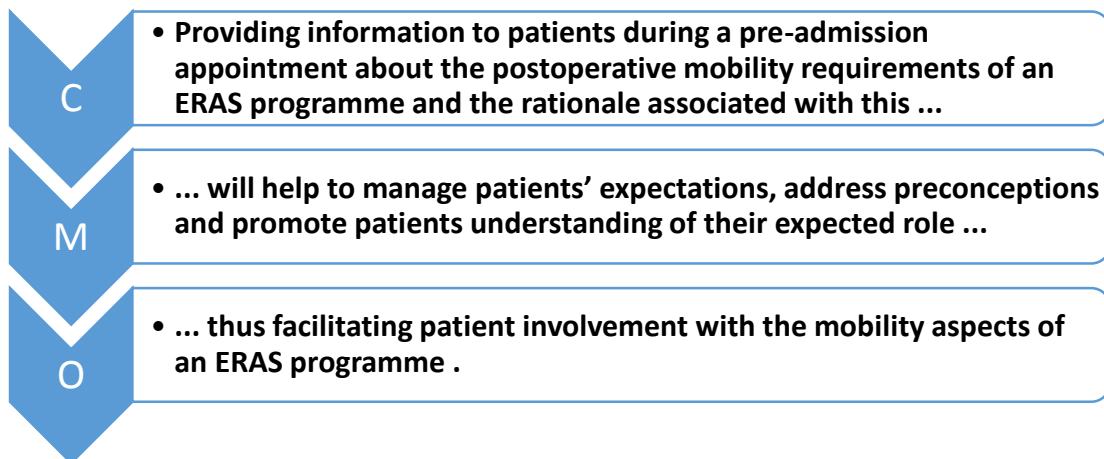 C
• Providing information to patients during a pre-admission
appointment about the postoperative mobility requirements of an
ERAS programme and the rationale associated with this ...
M
• ... will help to manage patients’ expectations, address preconceptions
and promote patients understanding of their expected role ...
O
• ... thus facilitating patient involvement with the mobility aspects of
an ERAS programme .